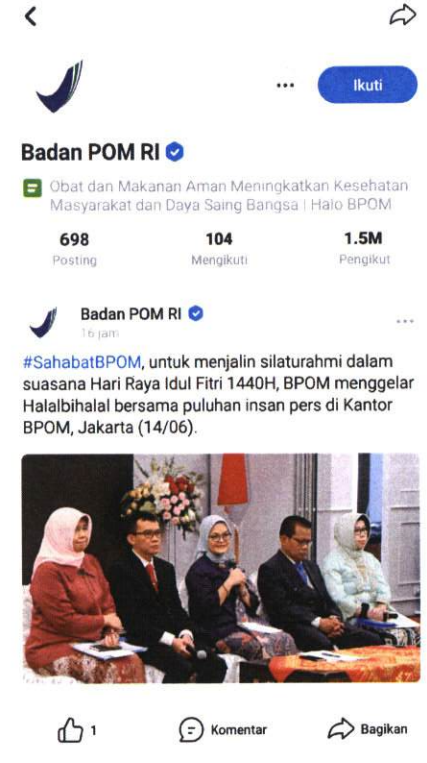 Ikuti
Badan POM RI
Obat dan Makanan Aman Meningkatkan Kesehatan
Masyarakat dan Daya Saing Bangsa | Halo BPOM
698
104
1.5M
Posting
Mengikuti
Pengikut
Badan POM RI
16 jam
#SahabatBPOM, untuk menjalin silaturahmi dalam
suasana Hari Raya Idul Fitri 1440H, BPOM menggelar
Halalbihalal bersama puluhan insan pers di Kantor
BPOM, Jakarta (14/06).
1
Komentar
Bagikan